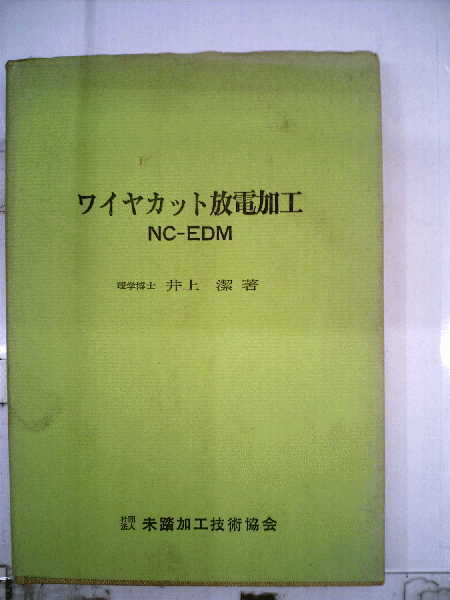 ワイヤカット放電加工
NC-EDM
理学博士 井上 潔 著
社団法人 未踏加工技術協会